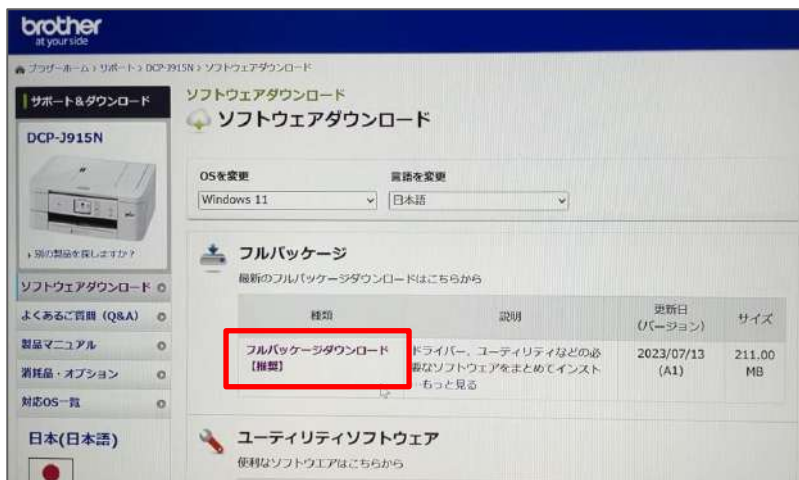 brother
at your side
ブラザーホーム › サポート › DCP-J915N › ソフトウェアダウンロード
サポート&ダウンロード
DCP-J915N
別の製品を探しますか?
ソフトウェアダウンロード
よくあるご質問(Q&A)
製品マニュアル
消耗品・オプション
対応OS一覧
日本(日本語)
ソフトウェアダウンロード
ソフトウェアダウンロード
OSを変更
言語を変更
Windows 11
日本語
フルパッケージ
最新のフルパッケージダウンロードはこちらから
種類
説明
更新日
(バージョン)
サイズ
フルパッケージダウンロード
【推奨】
ドライバー、ユーティリティなどの必
要なソフトウェアをまとめてインスト
…もっと見る
2023/07/13
(A1)
211.00
MB
ユーティリティソフトウェア
便利なソフトウエアはこちらから